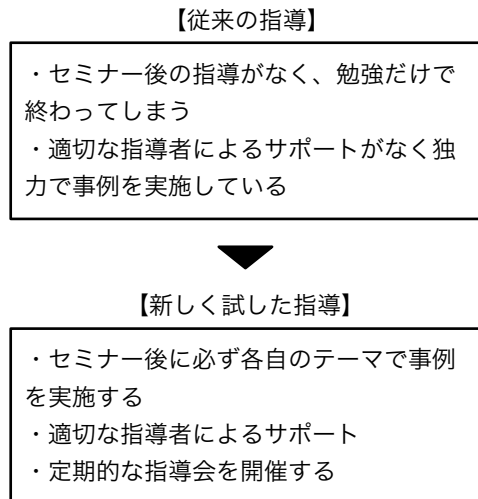 【従来の指導】
・セミナー後の指導がなく、勉強だけで
終わってしまう
・適切な指導者によるサポートがなく独
力で事例を実施している
【新しく試した指導】
・セミナー後に必ず各自のテーマで事例
を実施する
・適切な指導者によるサポート
・定期的な指導会を開催する